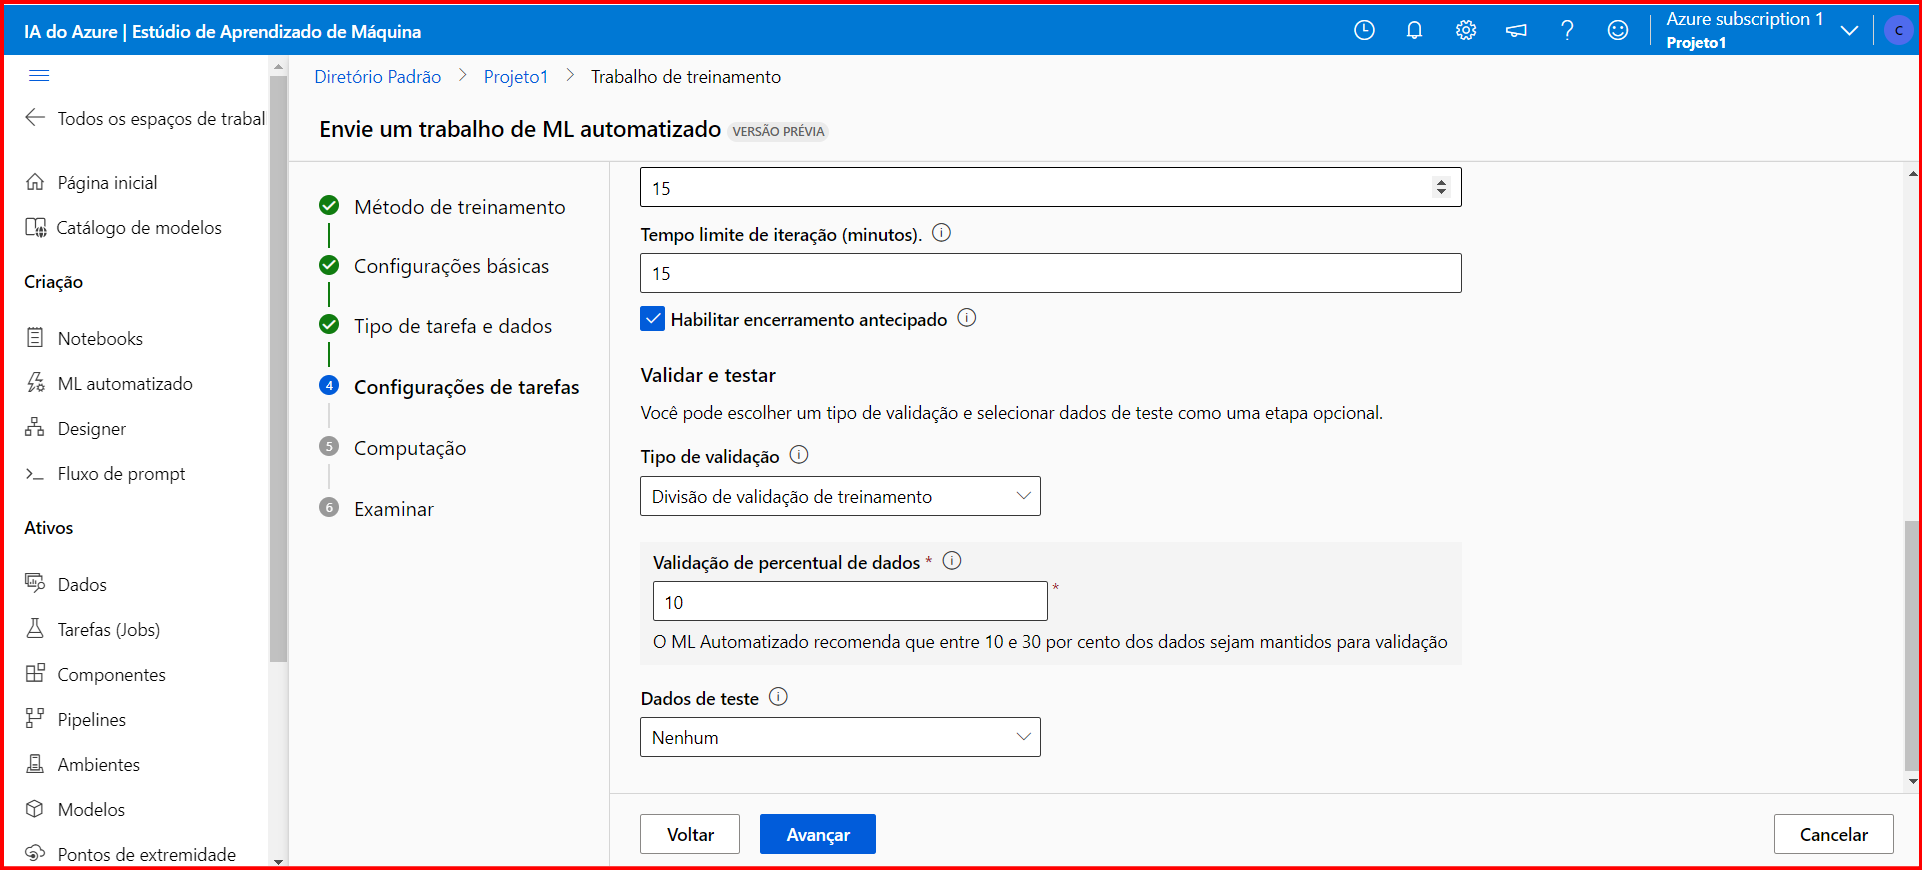 IA do Azure | Estúdio de Aprendizado de Máquina
Azure subscription 1
Projeto1
C
Todos os espaços de trabal
Página inicial
Catálogo de modelos
Criação
Notebooks
ML automatizado
Designer
Fluxo de prompt
Ativos
Dados
Tarefas (Jobs)
Componentes
Pipelines
Ambientes
Modelos
Pontos de extremidade
Diretório Padrão > Projeto1 > Trabalho de treinamento
Envie um trabalho de ML automatizado VERSÃO PRÉVIA
Método de treinamento
Configurações básicas
Tipo de tarefa e dados
4 Configurações de tarefas
5 Computação
6 Examinar
15
Tempo limite de iteração (minutos).
15
Habilitar encerramento antecipado
Validar e testar
Você pode escolher um tipo de validação e selecionar dados de teste como uma etapa opcional.
Tipo de validação
Divisão de validação de treinamento
Validação de percentual de dados *
10 *
O ML Automatizado recomenda que entre 10 e 30 por cento dos dados sejam mantidos para validação
Dados de teste
Nenhum
Voltar
Avançar
Cancelar